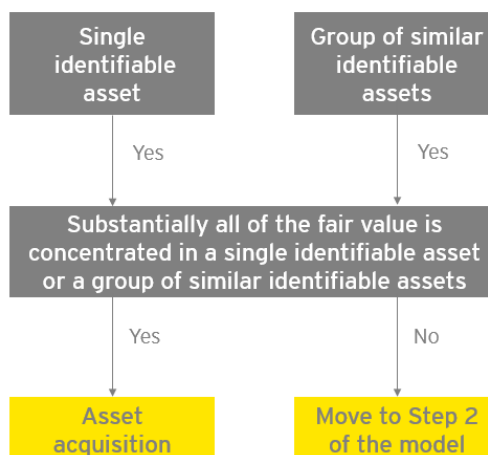 Single
identifiable
asset
Group of similar
identifiable
assets
Yes
Yes
Substantially all of the fair value is
concentrated in a single identifiable asset
or a group of similar identifiable assets
Yes
No
Asset
acquisition
Move to Step 2
of the model